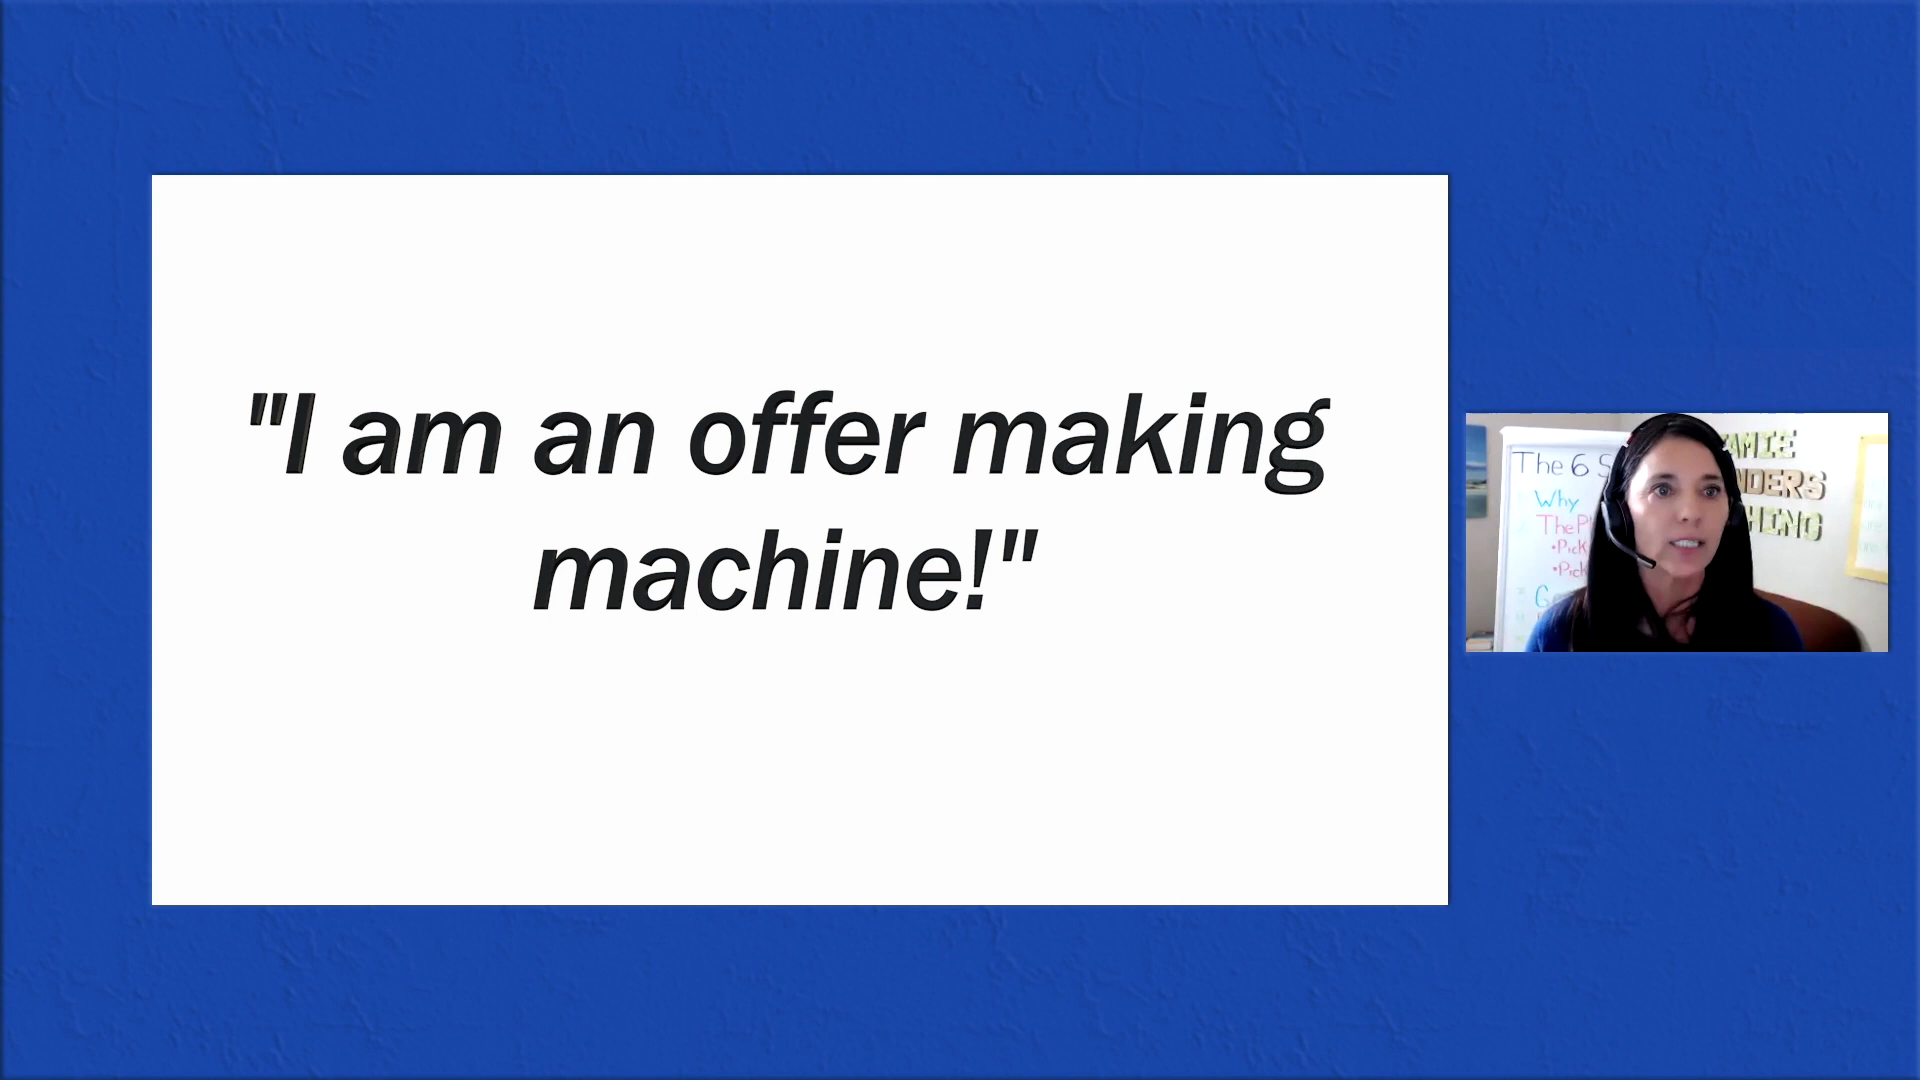 "I am an offer making
machine!"
The 6
Why
The
•Pick
•Pick